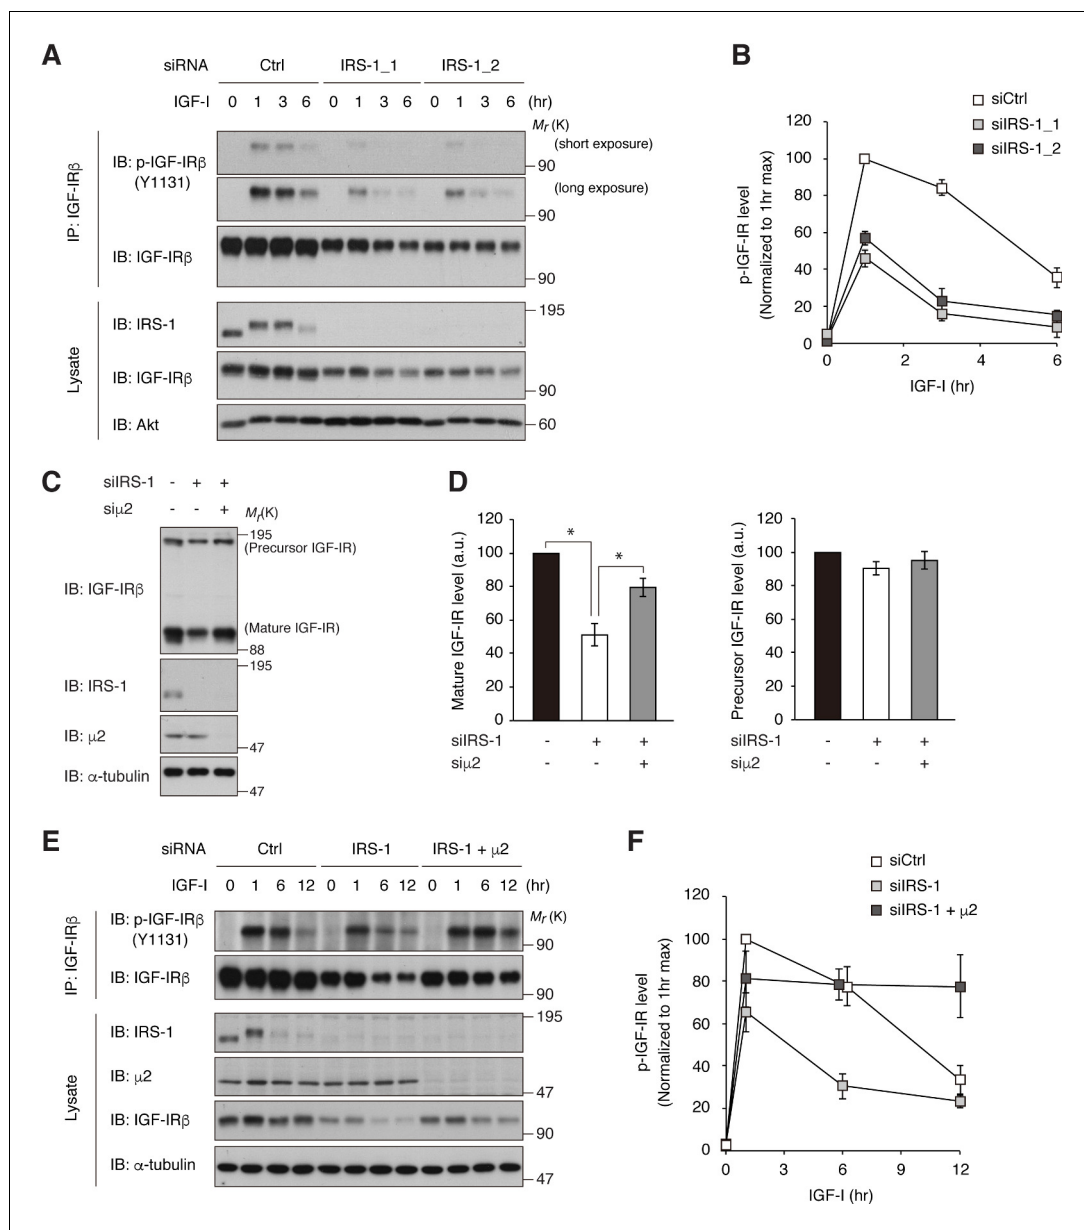 A
siRNA Ctrl IRS-1_1 IRS-1_2
IGF-I 0 1 3 6 0 1 3 6 0 1 3 6 (hr)
Mr (K)
IP: IGF-IRβ
IB: p-IGF-IRβ
(Y1131)
(short exposure)
90
(long exposure)
90
IB: IGF-IRβ
90
Lysate
IB: IRS-1
195
IB: IGF-IRβ
90
IB: Akt
60
B
siCtrl
siIRS-1_1
siIRS-1_2
p-IGF-IR level
(Normalized to 1hr max)
120
100
80
60
40
20
0
0 2 4 6
IGF-I (hr)
C
siIRS-1 - + +
siμ2 - - + Mr(K)
IB: IGF-IRβ
195
(Precursor IGF-IR)
(Mature IGF-IR)
88
IB: IRS-1
195
IB: μ2
47
IB: α-tubulin
47
D
Mature IGF-IR level (a.u.)
120
100
80
60
40
20
0
* *
siIRS-1 - + +
siμ2 - - +
Precursor IGF-IR level (a.u.)
120
100
80
60
40
20
0
siIRS-1 - + +
siμ2 - - +
E
siRNA Ctrl IRS-1 IRS-1 + μ2
IGF-I 0 1 6 12 0 1 6 12 0 1 6 12 (hr)
Mr (K)
IP: IGF-IRβ
IB: p-IGF-IRβ
(Y1131)
90
IB: IGF-IRβ
90
Lysate
IB: IRS-1
195
IB: μ2
47
IB: IGF-IRβ
90
IB: α-tubulin
47
F
siCtrl
siIRS-1
siIRS-1 + μ2
p-IGF-IR level
(Normalized to 1hr max)
120
100
80
60
40
20
0
0 3 6 9 12
IGF-I (hr)